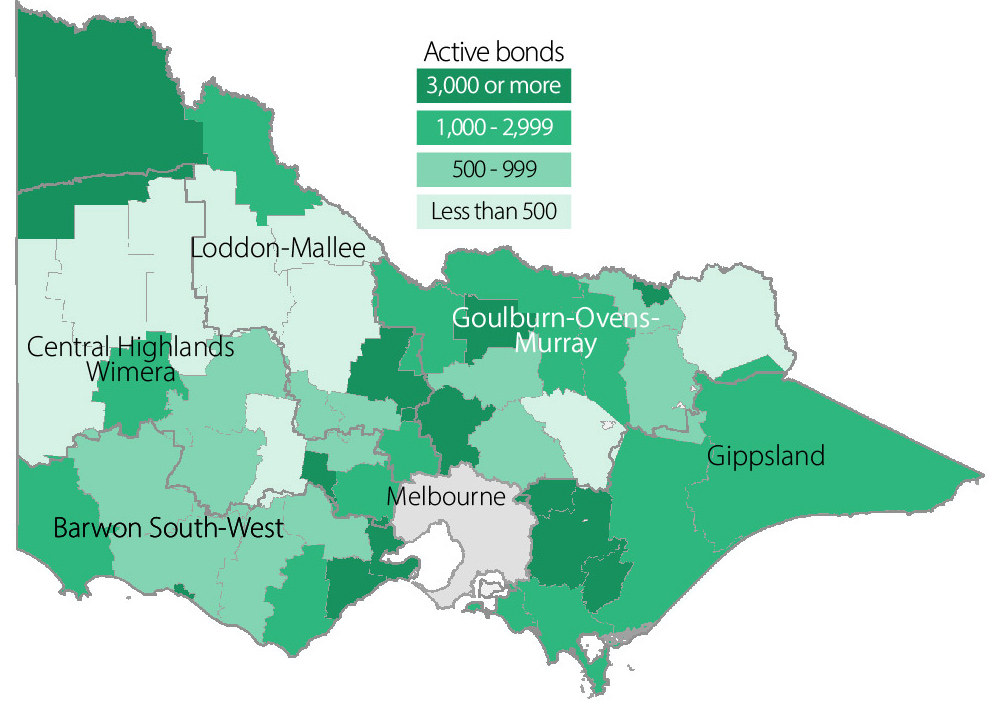 Active bonds
3,000 or more
1,000 - 2,999
500 - 999
Less than 500
Loddon-Mallee
Goulburn-Ovens-
Murray
Central Highlands
Wimera
Gippsland
Melbourne
Barwon South-West